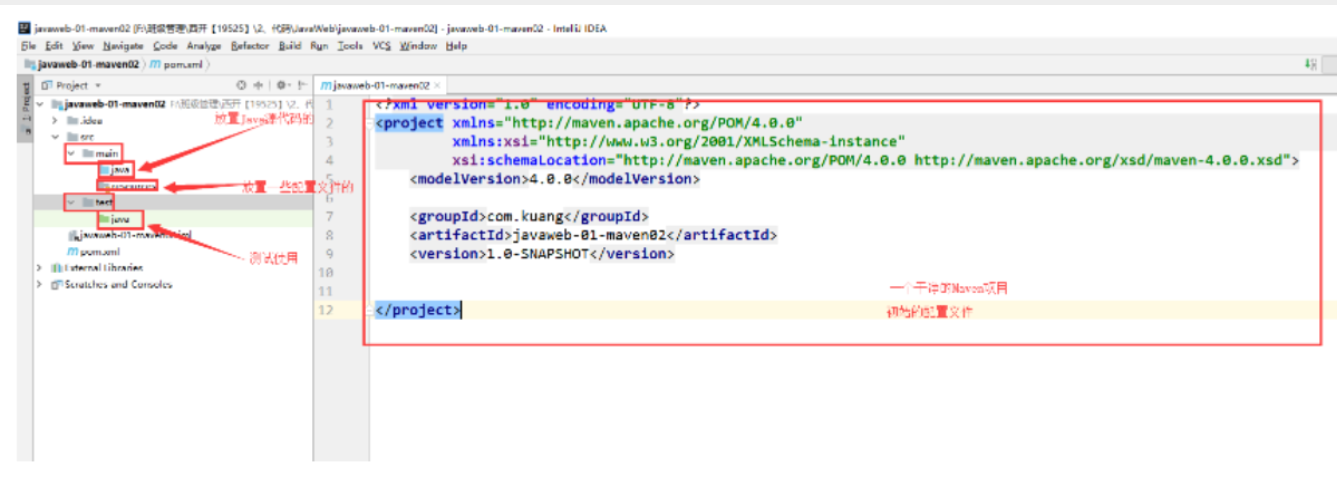 javaweb-01-maven02 [F:\班级管理\西开【19525】\2、代码\JavaWeb\javaweb-01-maven02] - javaweb-01-maven02 - IntelliJ IDEA
File Edit View Navigate Code Analyze Refactor Build Run Tools VCS Window Help
javaweb-01-maven02 pom.xml
Project
javaweb-01-maven02
1: Project
javaweb-01-maven02 F:\班级管理\西开【19525】\2、代
.idea
放置Java源代码的
src
main
java
resources
放置一些配置文件的
test
java
javaweb-01-maven02.iml
pom.xml
测试使用
External Libraries
Scratches and Consoles
1 <?xml version="1.0" encoding="UTF-8"?>
2 <project xmlns="http://maven.apache.org/POM/4.0.0"
3 xmlns:xsi="http://www.w3.org/2001/XMLSchema-instance"
4 xsi:schemaLocation="http://maven.apache.org/POM/4.0.0 http://maven.apache.org/xsd/maven-4.0.0.xsd">
5 <modelVersion>4.0.0</modelVersion>
6
7 <groupId>com.kuang</groupId>
8 <artifactId>javaweb-01-maven02</artifactId>
9 <version>1.0-SNAPSHOT</version>
10
11
一个干净的Maven项目
12 </project>
初始的配置文件